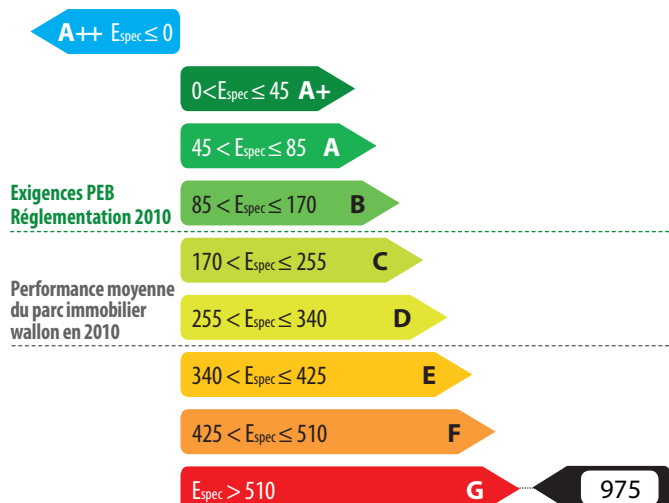 A++ Espec ≤ 0
0<Espec ≤ 45 A+
45 < Espec ≤ 85 A
Exigences PEB
Réglementation 2010
85 < Espec ≤ 170 B
170 < Espec ≤ 255 C
Performance moyenne
du parc immobilier
wallon en 2010
255 < Espec ≤ 340 D
340 < Espec ≤ 425 E
425 < Espec ≤ 510 F
Espec > 510 G 975